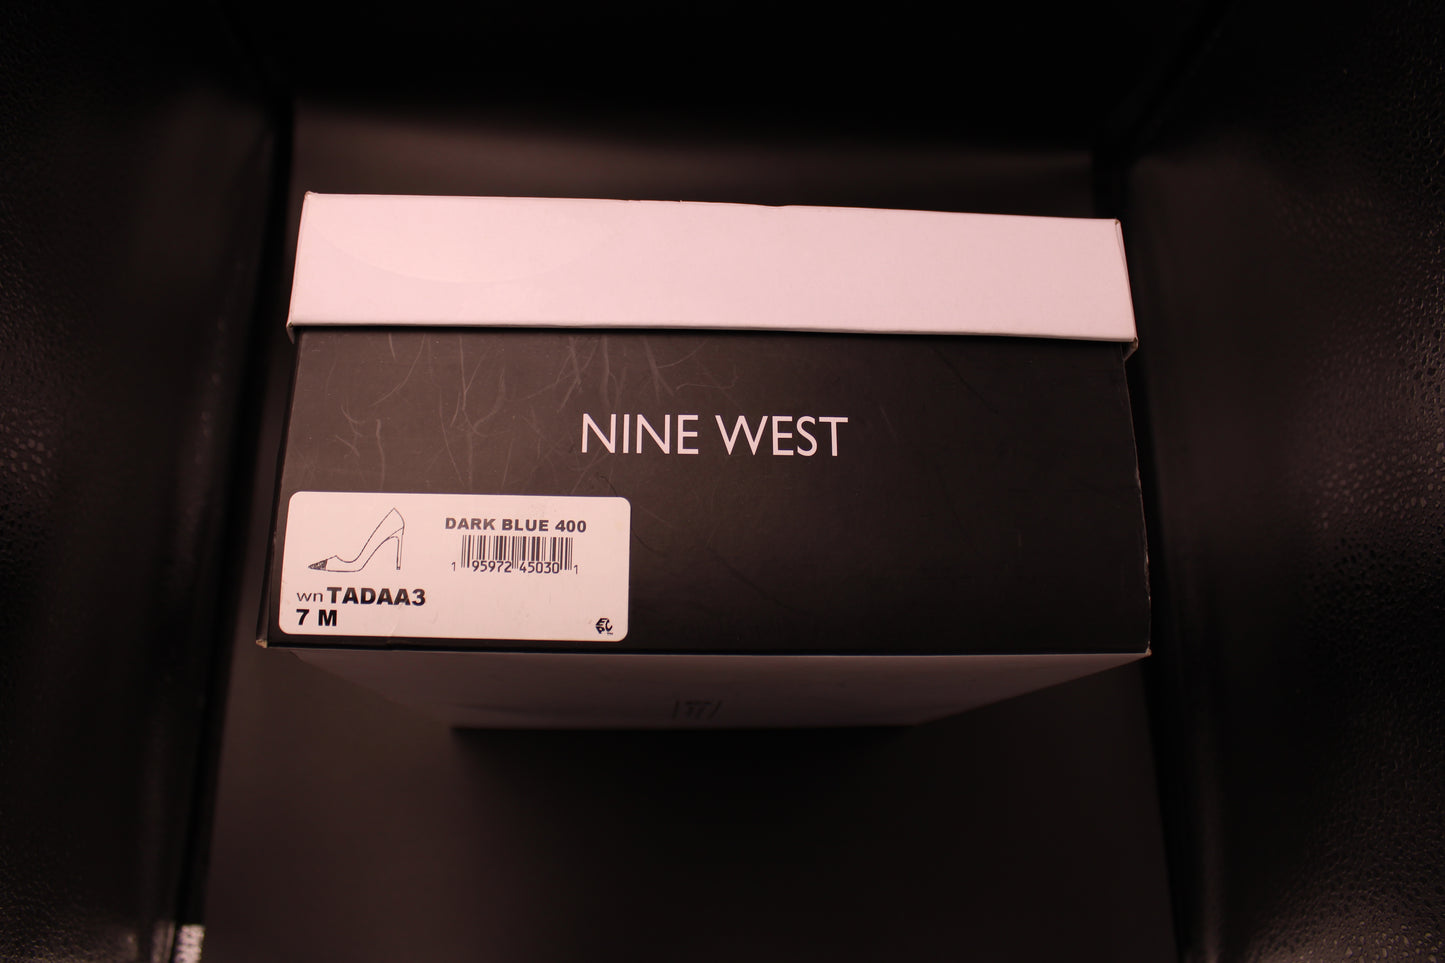 NINE WEST
DARK BLUE 400
1 95972 45030 1
wn TADAA3
7 M